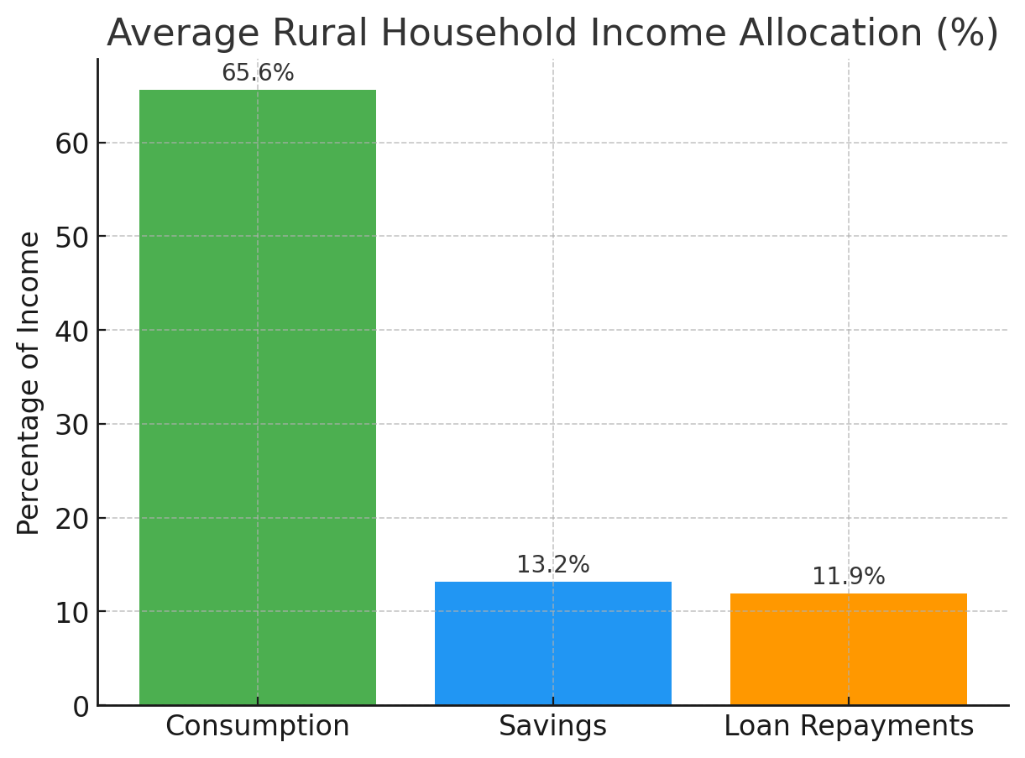 Average Rural Household Income Allocation (%)
65.6%
60
50
40
30
20
10
0
Percentage of Income
13.2%
11.9%
Consumption
Savings
Loan Repayments